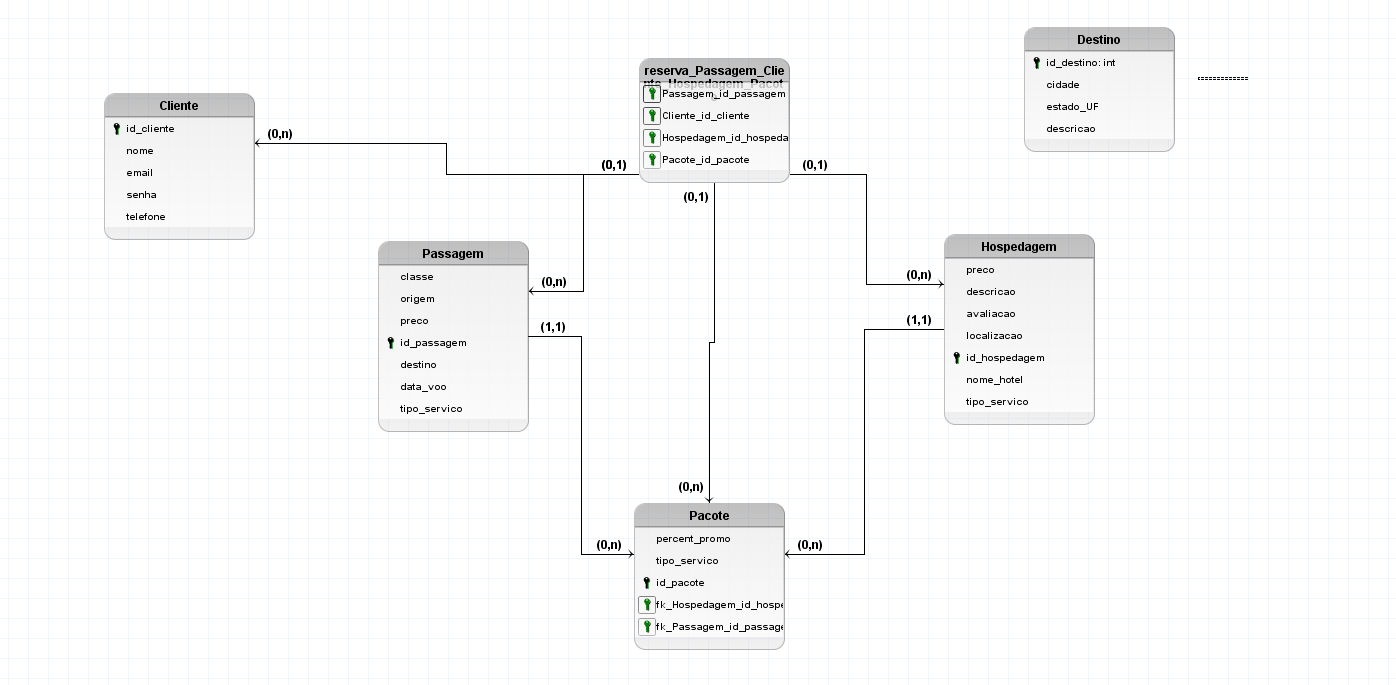 Destino
id_destino: int
cidade
estado_UF
descricao
reserva_Passagem_Clie
nte_Hospedagem_Pacot
Passagem_id_passagem
Cliente_id_cliente
Hospedagem_id_hospeda
Pacote_id_pacote
Cliente
id_cliente
nome
email
senha
telefone
(0,n)
(0,1)
(0,1)
(0,1)
Passagem
classe
origem
preco
id_passagem
destino
data_voo
tipo_servico
(0,n)
(1,1)
Hospedagem
preco
descricao
avaliacao
localizacao
id_hospedagem
nome_hotel
tipo_servico
(0,n)
(1,1)
(0,n)
(0,n)
(0,n)
Pacote
percent_promo
tipo_servico
id_pacote
fk_Hospedagem_id_hospe
fk_Passagem_id_passage